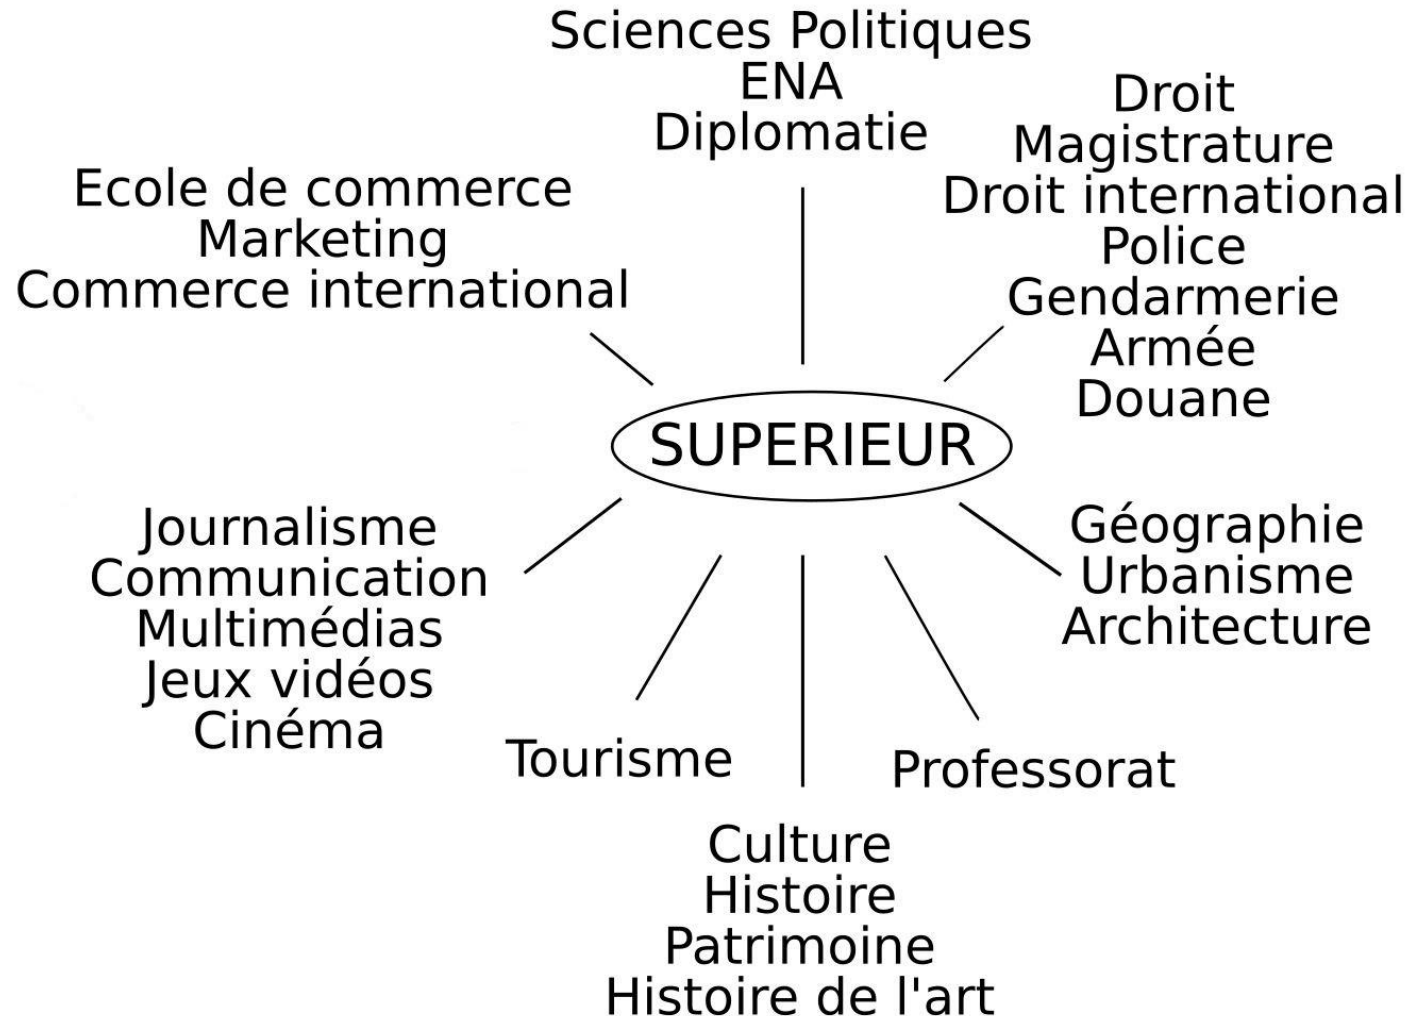 Sciences Politiques
ENA
Diplomatie
Droit
Magistrature
Droit international
Police
Gendarmerie
Armée
Douane
Ecole de commerce
Marketing
Commerce international
SUPERIEUR
Journalisme
Communication
Multimédias
Jeux vidéos
Cinéma
Géographie
Urbanisme
Architecture
Tourisme
Professorat
Culture
Histoire
Patrimoine
Histoire de l'art